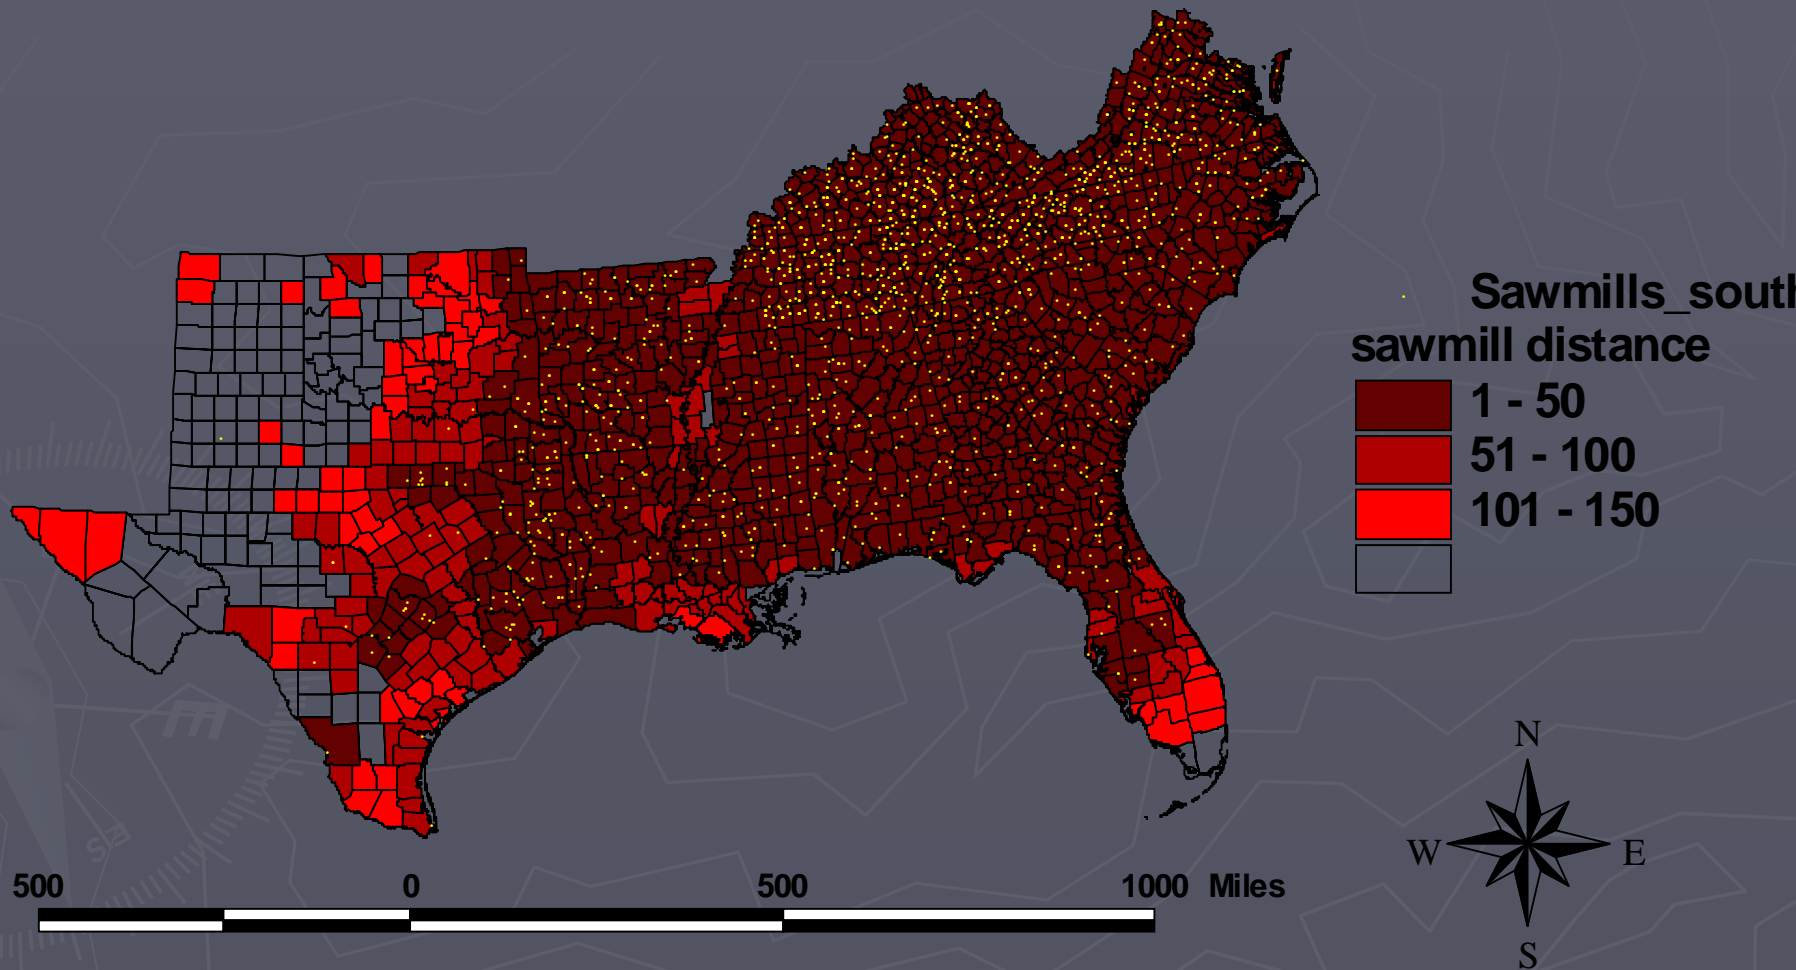 Sawmills_south
sawmill distance
1 - 50
51 - 100
101 - 150
N
W E
S
500 0 500 1000 Miles
E